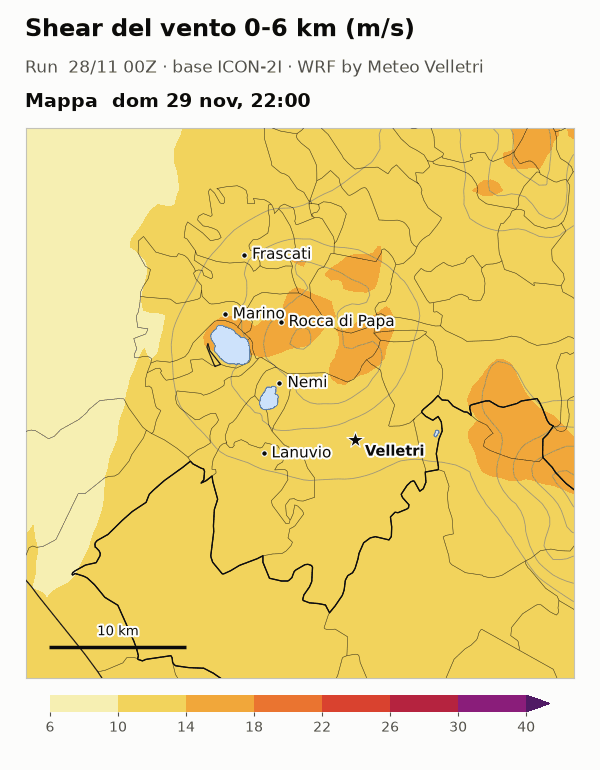 Shear del vento 0-6 km (m/s)
Run  28/11 00Z · base ICON-2I · WRF by Meteo Velletri
Mappa  dom 29 nov, 22:00
Frascati
Marino
Rocca di Papa
Nemi
Velletri
Lanuvio
10 km
6 10 14 18 22 26 30 40